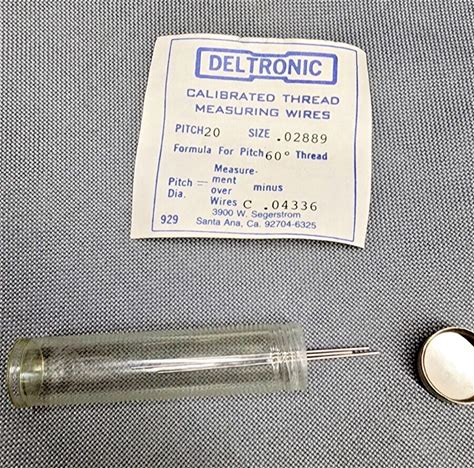 DELTRONIC
CALIBRATED THREAD
MEASURING WIRES
PITCH 20 SIZE .02889
Formula For Pitch 60° Thread
Measure-
Pitch = ment
Dia. over minus
Wires C .04336
929 3900 W. Segerstrom
Santa Ana, Ca. 92704-6325